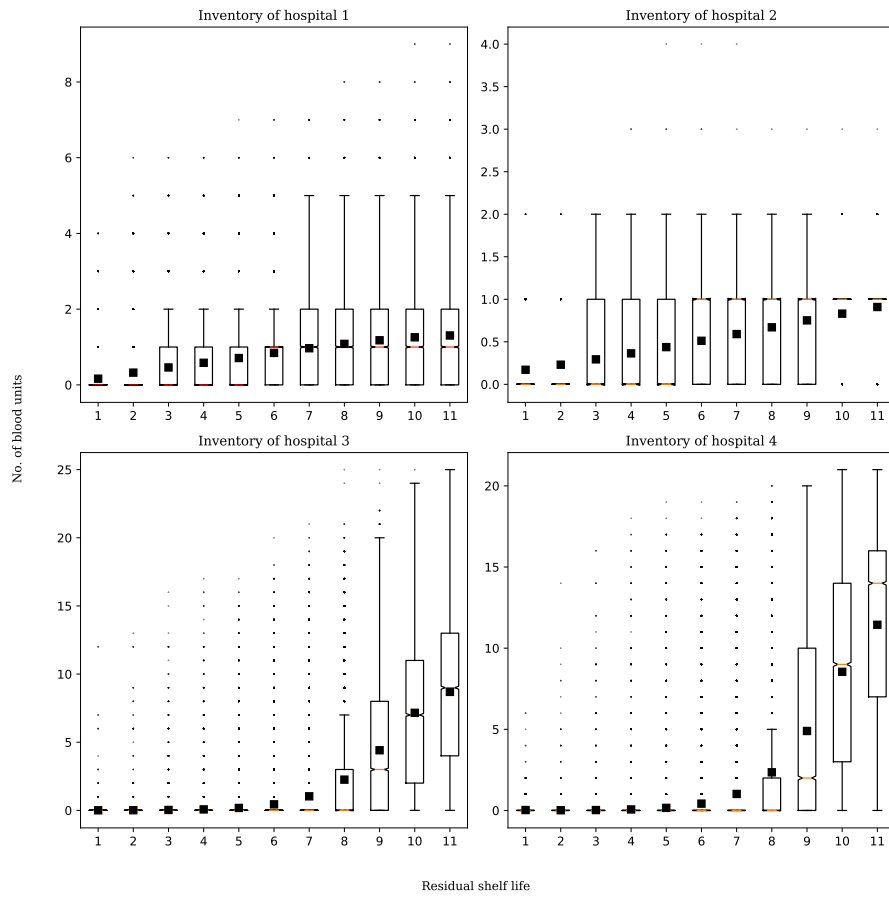 Inventory of hospital 1
8
6
4
2
0
1 2 3 4 5 6 7 8 9 10 11
Inventory of hospital 2
4.0
3.5
3.0
2.5
2.0
1.5
1.0
0.5
0.0
1 2 3 4 5 6 7 8 9 10 11
No. of blood units
Inventory of hospital 3
25
20
15
10
5
0
1 2 3 4 5 6 7 8 9 10 11
Inventory of hospital 4
20
15
10
5
0
1 2 3 4 5 6 7 8 9 10 11
Residual shelf life